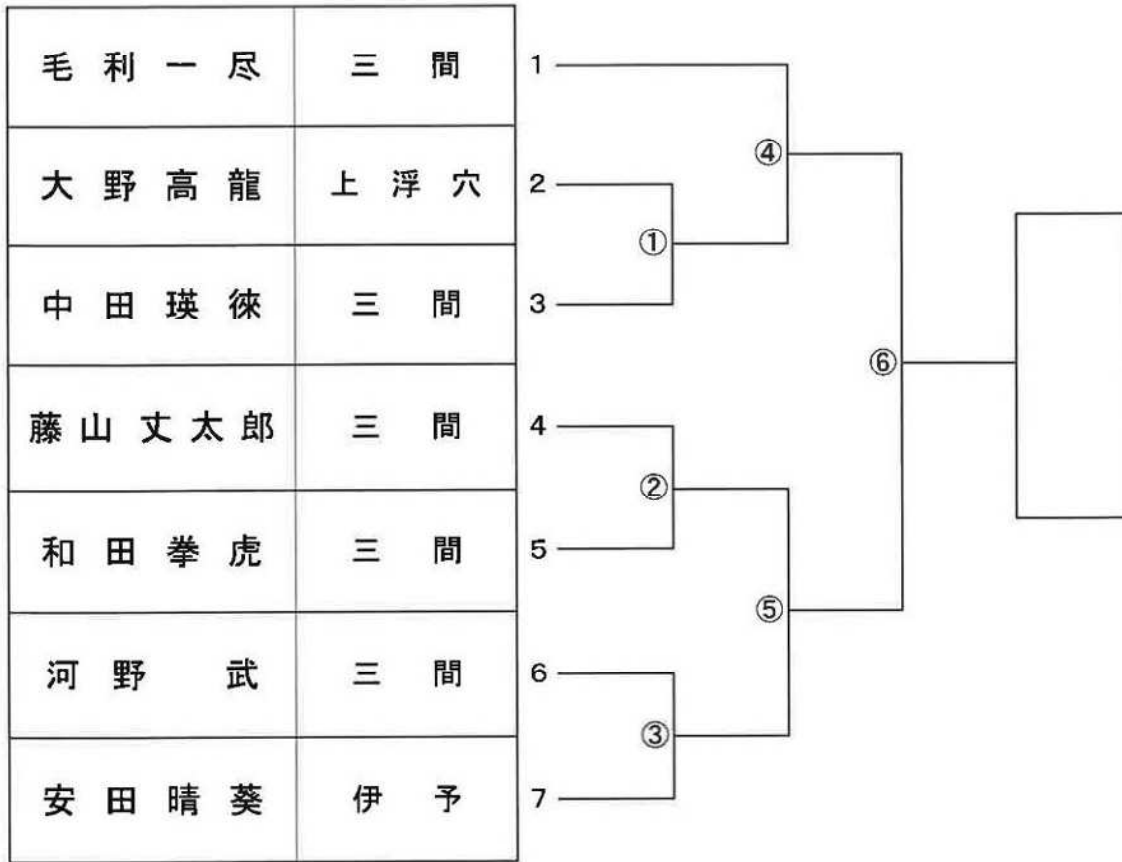 毛利一尽 三間 1
④
大野高龍 上浮穴 2
①
中田瑛徠 三間 3
⑥
藤山丈太郎 三間 4
②
和田拳虎 三間 5
⑤
河野 武 三間 6
③
安田晴葵 伊予 7